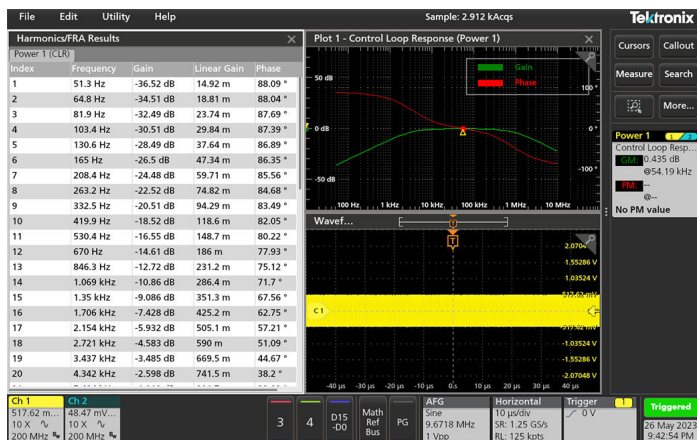 File Edit Utility Help Sample: 2.912 kAcqs Tektronix
Harmonics/FRA Results
Power 1 (CLR)
Index Frequency Gain Linear Gain Phase
1 51.3 Hz -36.52 dB 14.92 m 88.09 °
2 64.8 Hz -34.51 dB 18.81 m 88.04 °
3 81.9 Hz -32.49 dB 23.74 m 87.69 °
4 103.4 Hz -30.51 dB 29.84 m 87.39 °
5 130.6 Hz -28.49 dB 37.64 m 86.89 °
6 165 Hz -26.5 dB 47.34 m 86.35 °
7 208.4 Hz -24.48 dB 59.71 m 85.56 °
8 263.2 Hz -22.52 dB 74.82 m 84.68 °
9 332.5 Hz -20.51 dB 94.29 m 83.49 °
10 419.9 Hz -18.52 dB 118.6 m 82.05 °
11 530.4 Hz -16.55 dB 148.7 m 80.22 °
12 670 Hz -14.61 dB 186 m 77.93 °
13 846.3 Hz -12.72 dB 231.2 m 75.12 °
14 1.069 kHz -10.86 dB 286.4 m 71.7 °
15 1.35 kHz -9.086 dB 351.3 m 67.56 °
16 1.706 kHz -7.428 dB 425.2 m 62.75 °
17 2.154 kHz -5.932 dB 505.1 m 57.21 °
18 2.721 kHz -4.583 dB 590 m 51.09 °
19 3.437 kHz -3.485 dB 669.5 m 44.67 °
20 4.342 kHz -2.598 dB 741.5 m 38.2 °
Plot 1 - Control Loop Response (Power 1)
Gain
Phase
50 dB
100 °
0 dB
0 °
-50 dB
-100 °
100 Hz 1 kHz 10 kHz 100 kHz 1 MHz 10 MHz
Wavef...
T
2.0704
1.55286 V
1.03524 V
517.62 mV
C 1
-517.62 mV
-1.03524 V
-1.55286 V
-2.07048 V
-40 µs -30 µs -20 µs -10 µs 0 s 10 µs 20 µs 30 µs 40 µs
Cursors Callout
Measure Search
More...
Power 1 1 2
Control Loop Resp...
GM: 0.435 dB
@54.19 kHz
PM: --
@--
No PM value
Ch 1
517.62 m...
10 X
200 MHz
Ch 2
48.47 mV...
10 X
200 MHz
3
4
D15
-D0
Math
Ref
Bus
PG
AFG
Sine
9.6718 MHz
1 Vpp
Horizontal
10 µs/div
SR: 1.25 GS/s
RL: 125 kpts
Trigger 1
0 V
Triggered
9:42:54 PM